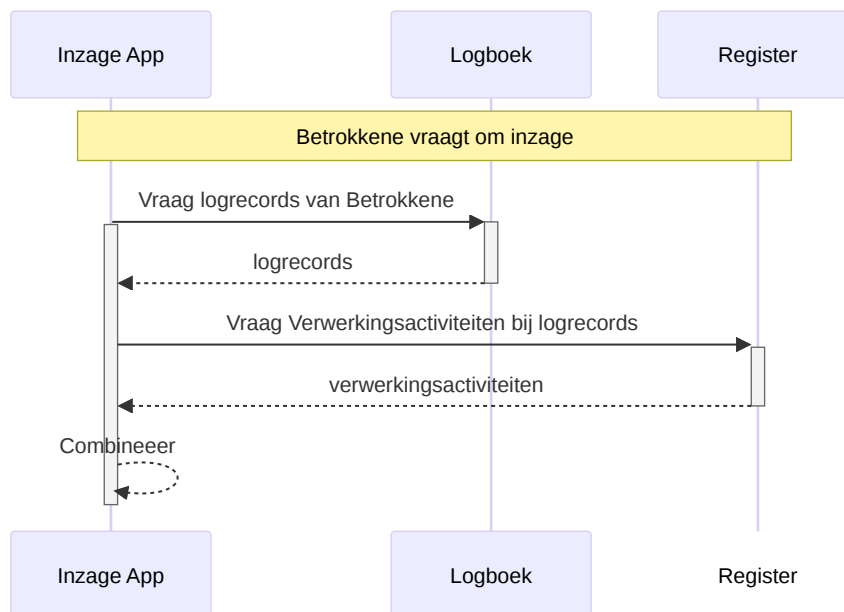 Inzage App
Logboek
Register
Betrokkene vraagt om inzage
Vraag logrecords van Betrokkene
logrecords
Vraag Verwerkingsactiviteiten bij logrecords
verwerkingsactiviteiten
Combineeer
Inzage App
Logboek
Register